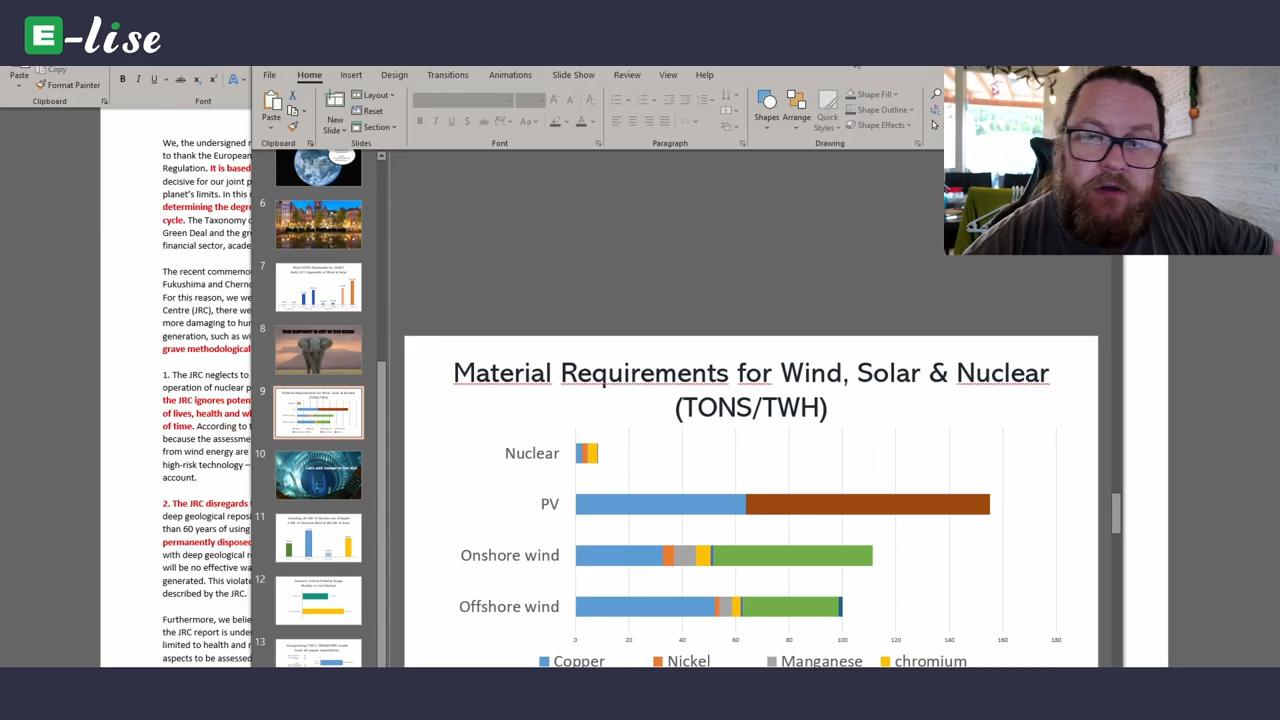 E-lise
File Home Insert Design Transitions Animations Slide Show Review View Help
Copy
Paste
Format Painter
Clipboard
Font
Paste
New
Slide
Layout
Reset
Section
Clipboard
Slides
Font
Paragraph
Shapes
Arrange
Quick
Styles
Shape Fill
Shape Outline
Shape Effects
Drawing
We, the undersigned
to thank the European
Regulation. It is based
decisive for our joint p
planet's limits. In this
determining the degre
cycle. The Taxonomy
Green Deal and the gr
financial sector, acade
The recent commemo
Fukushima and Cherno
For this reason, we we
Centre (JRC), there we
more damaging to hun
generation, such as wi
grave methodological
1. The JRC neglects to
operation of nuclear p
the JRC ignores poten
of lives, health and wh
of time. According to
because the assessme
from wind energy are
high-risk technology –
account.
2. The JRC disregards
deep geological repos
than 60 years of using
permanently disposed
with deep geological r
will be no effective wa
generated. This violate
described by the JRC.
Furthermore, we belie
the JRC report is unde
limited to health and r
aspects to be assessed
6
7
8
9
10
11
12
13
Material Requirements for Wind, Solar & Nuclear
(TONS/TWH)
Nuclear
PV
Onshore wind
Offshore wind
0 20 40 60 80 100 120 140 160 180
Copper Nickel Manganese chromium